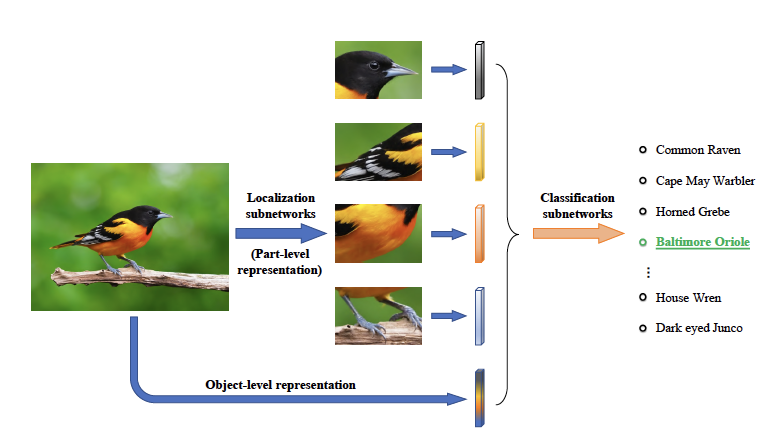 Localization
subnetworks
(Part-level
representation)
Object-level representation
Classification
subnetworks
Common Raven
Cape May Warbler
Horned Grebe
Baltimore Oriole
House Wren
Dark eyed Junco